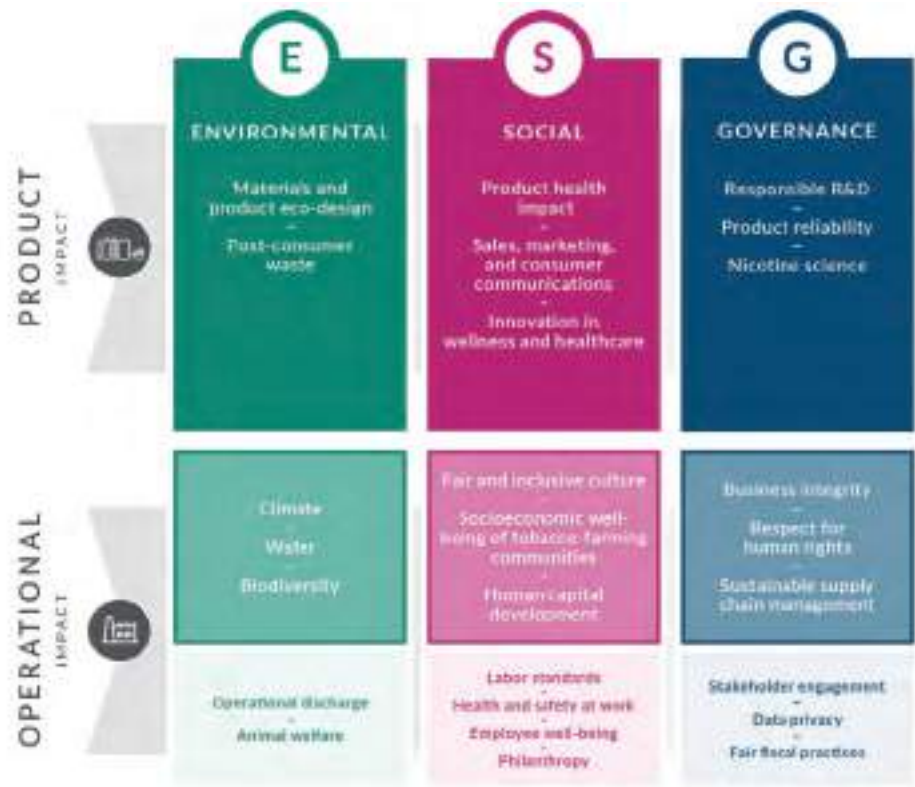 E
S
G
PRODUCT
IMPACT
ENVIRONMENTAL
Materials and
product eco-design
–
Post-consumer
waste
SOCIAL
Product health
impact
–
Sales, marketing,
and consumer
communications
–
Innovation in
wellness and healthcare
GOVERNANCE
Responsible R&D
–
Product reliability
–
Nicotine science
OPERATIONAL
IMPACT
Climate
–
Water
–
Biodiversity
Fair and inclusive culture
–
Socioeconomic well-
being of tobacco-farming
communities
–
Human capital
development
Business integrity
–
Respect for
human rights
–
Sustainable supply
chain management
Operational discharge
–
Animal welfare
Labor standards
–
Health and safety at work
–
Employee well-being
–
Philanthropy
Stakeholder engagement
–
Data privacy
–
Fair fiscal practices